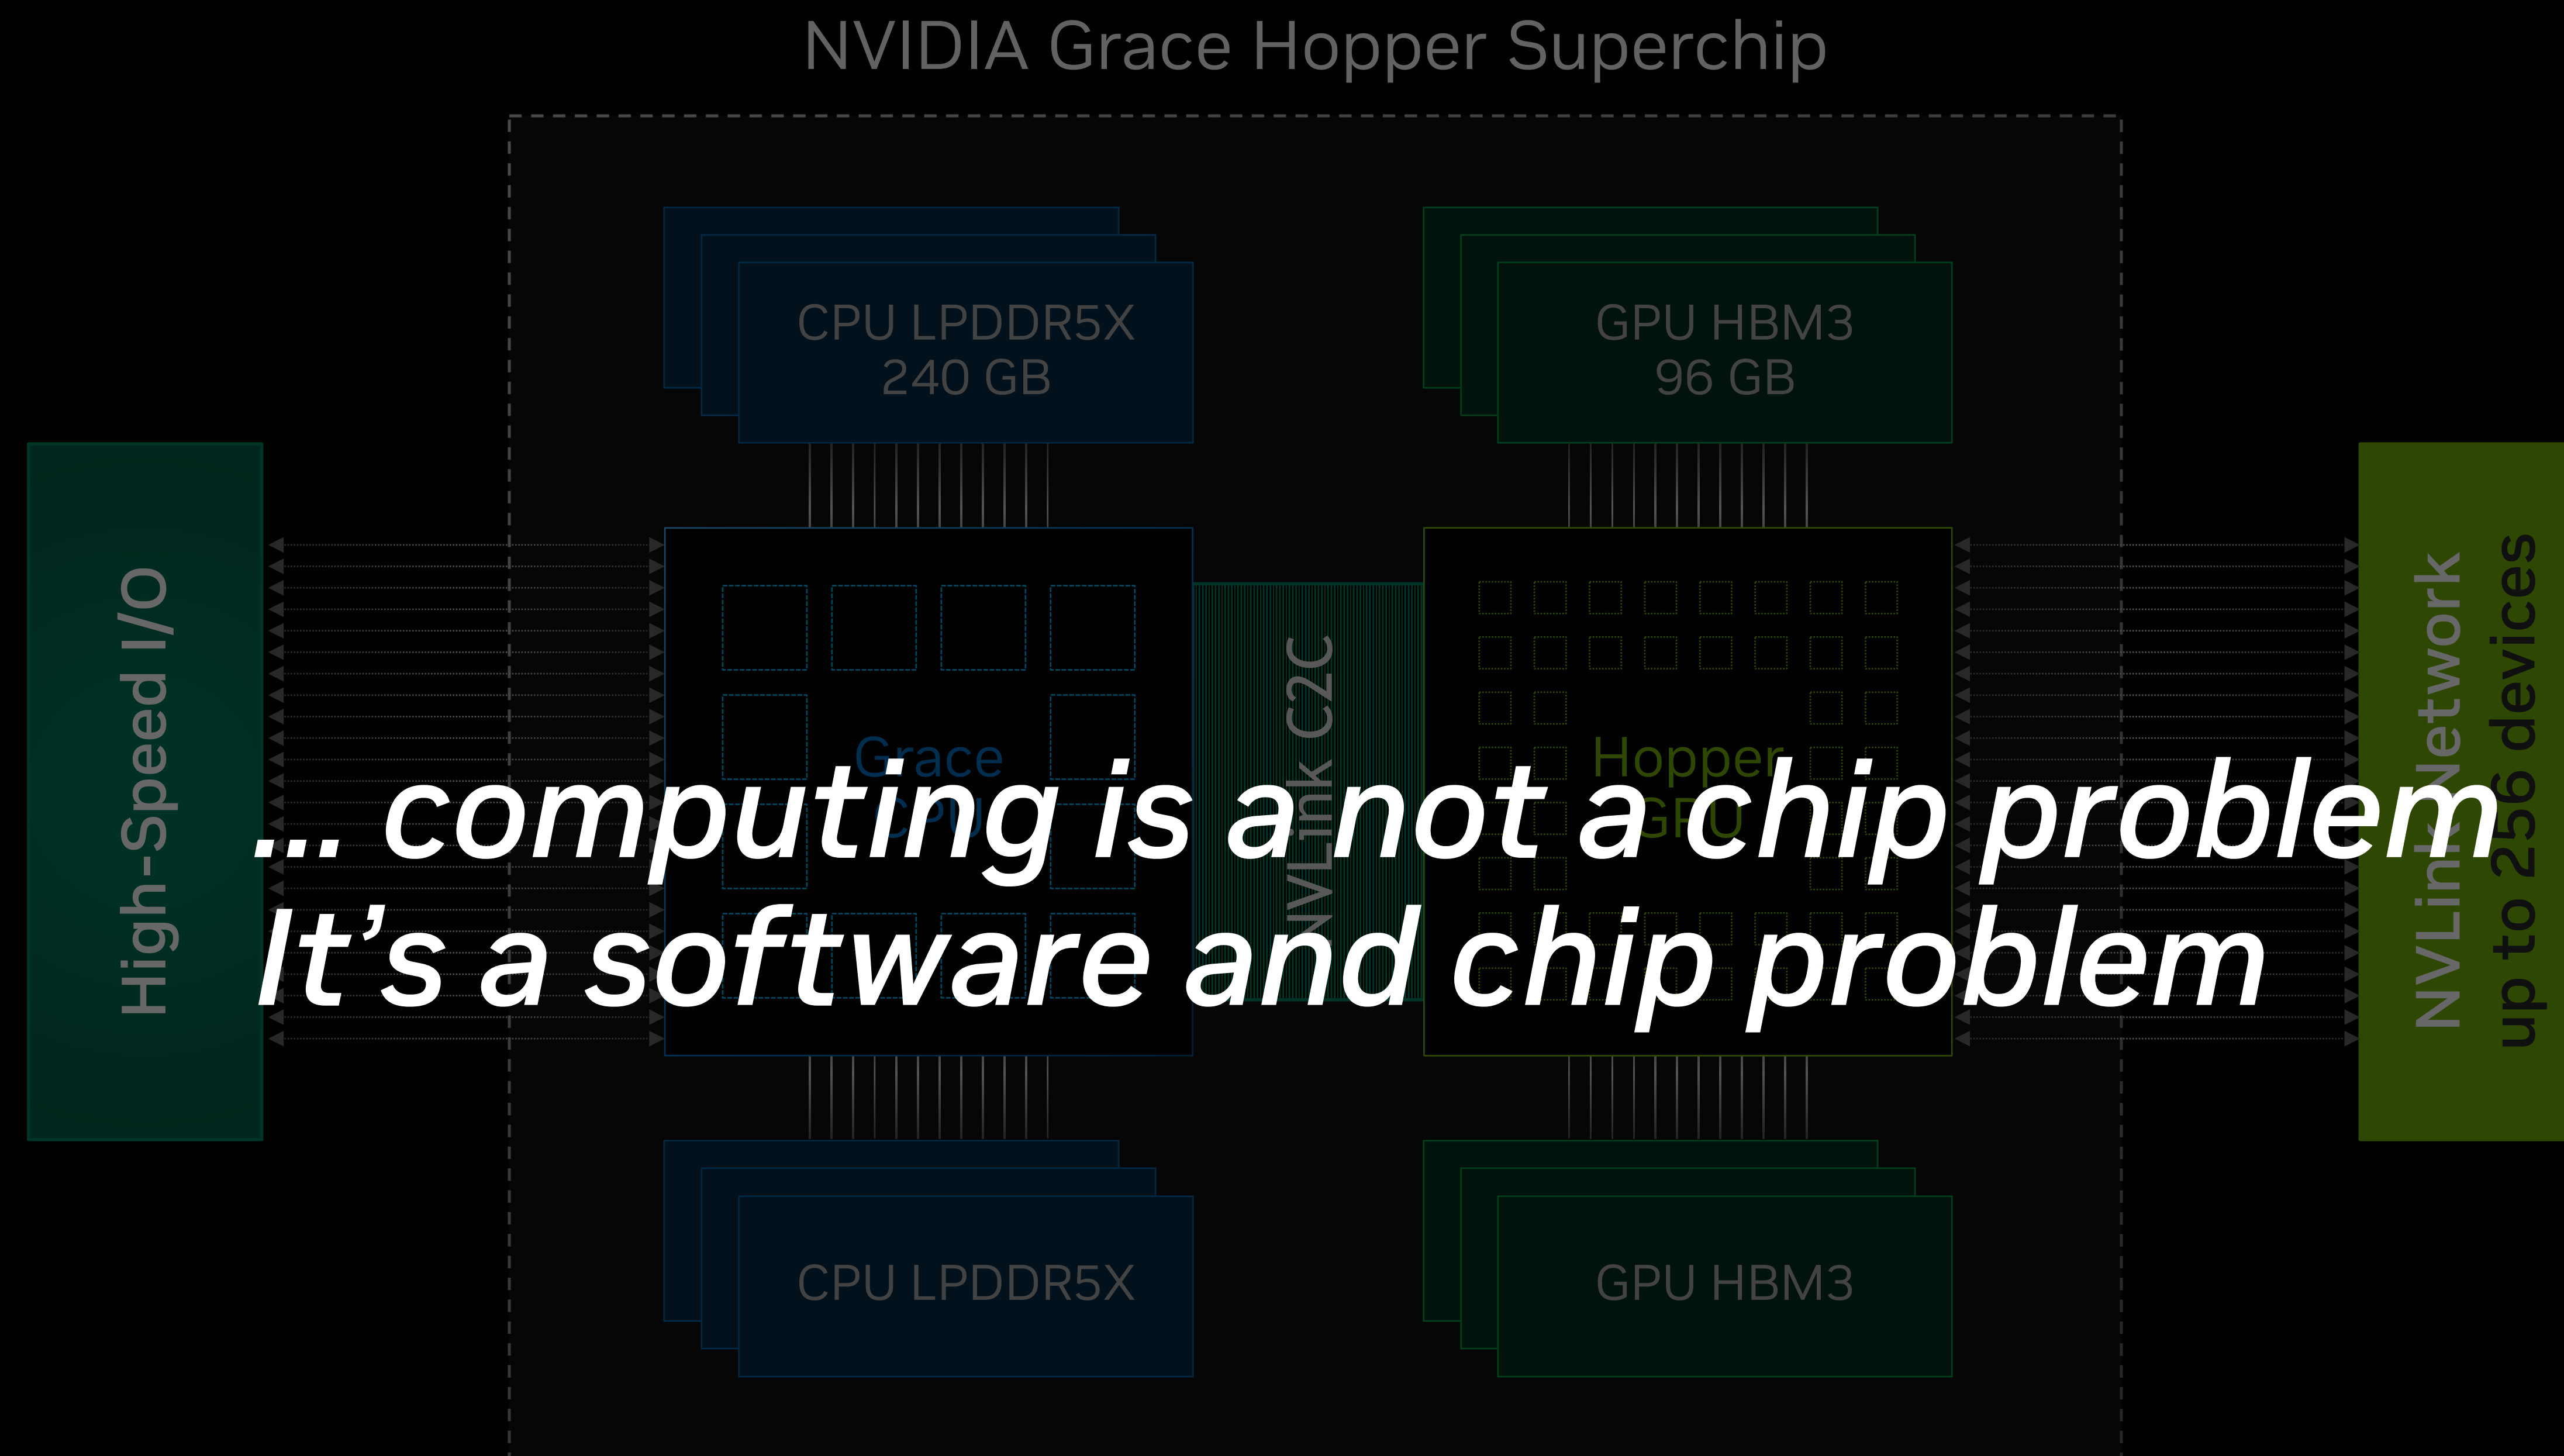 NVIDIA Grace Hopper Superchip
CPU LPDDR5X
240 GB
GPU HBM3
96 GB
High-Speed I/O
Grace
CPU
NVLink C2C
Hopper
GPU
NVLink Network
up to 256 devices
... computing is a not a chip problem
It's a software and chip problem
CPU LPDDR5X
GPU HBM3